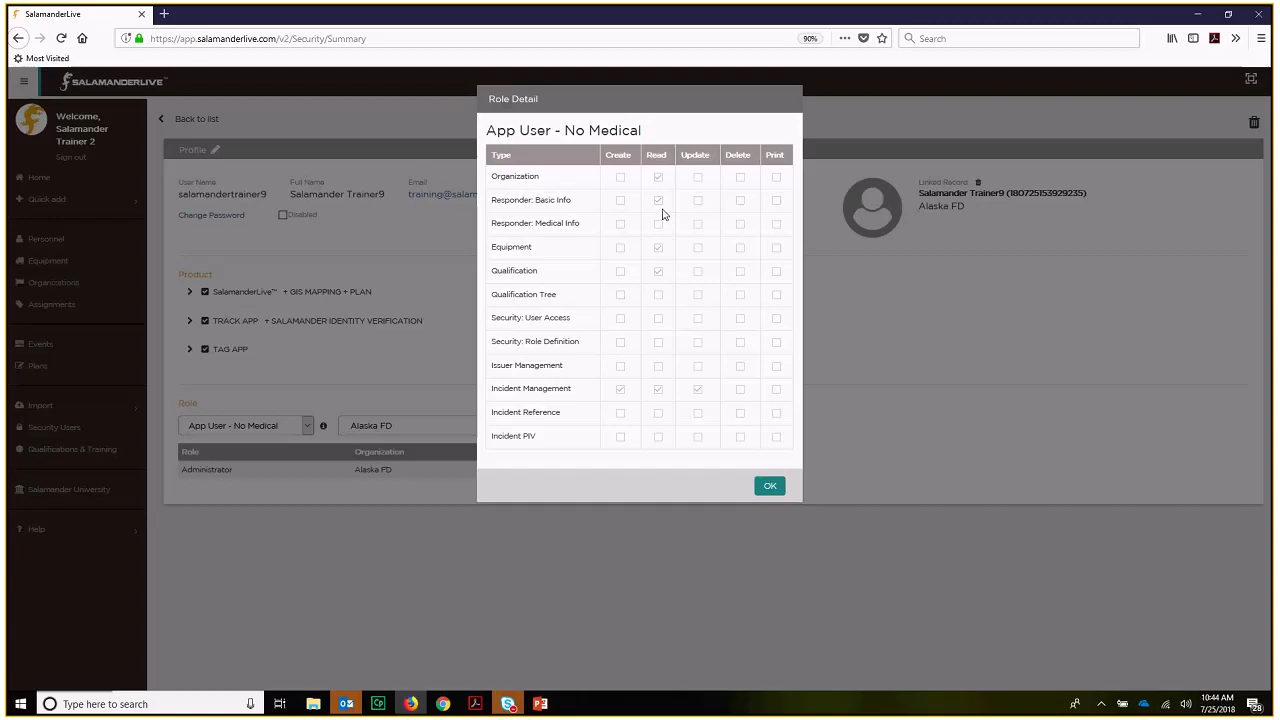 SalamanderLive
https://app.salamanderlive.com/v2/Security/Summary
90%
Search
Most Visited
SALAMANDERLIVE™
Welcome,
Salamander
Trainer 2
Sign out
Home
Quick add
Personnel
Equipment
Organizations
Assignments
Events
Plans
Import
Security Users
Qualifications & Training
Salamander University
Help
Back to list
Profile
User Name
salamandertrainer9
Full Name
Salamander Trainer9
Email
training@salam
Change Password
Disabled
Linked Record
Salamander Trainer9 (180725153929235)
Alaska FD
Product
SalamanderLive™ + GIS MAPPING + PLAN
TRACK APP + SALAMANDER IDENTITY VERIFICATION
TAG APP
Role
App User - No Medical
Alaska FD
Role Organization
Administrator Alaska FD
Role Detail
App User - No Medical
Type Create Read Update Delete Print
Organization
Responder: Basic Info
Responder: Medical Info
Equipment
Qualification
Qualification Tree
Security: User Access
Security: Role Definition
Issuer Management
Incident Management
Incident Reference
Incident PIV
OK
Type here to search
10:44 AM
7/25/2018
28